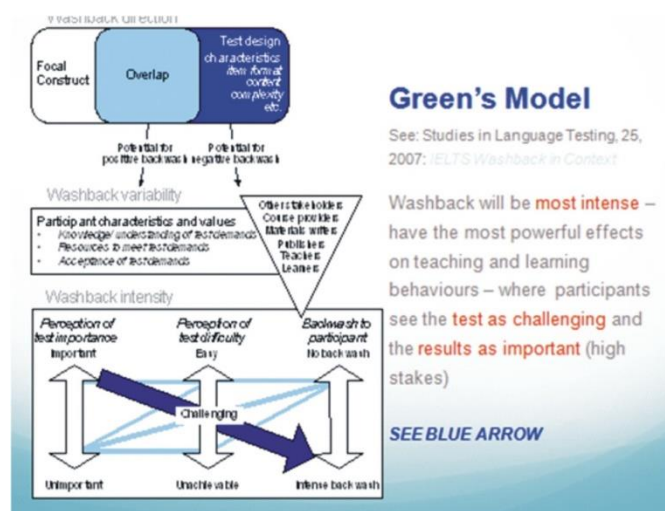 Washback direction
Focal
Construct
Overlap
Test design
characteristics
item format
content
complexity
etc.
Potential for
positive backwash
Potential for
negative backwash
Washback variability
Participant characteristics and values
• Knowledge/ understanding of test demands
• Resources to meet test demands
• Acceptance of test demands
Other stakeholders
Course providers
Materials writers
Publishers
Teachers
Learners
Washback intensity
Perception of
test importance
Important
Unimportant
Perception of
test difficulty
Easy
Challenging
Unachievable
Backwash to
participant
No backwash
Intense backwash
Green's Model
See: Studies in Language Testing, 25,
2007: IELTS Washback in Context
Washback will be most intense –
have the most powerful effects
on teaching and learning
behaviours – where participants
see the test as challenging and
the results as important (high
stakes)
SEE BLUE ARROW